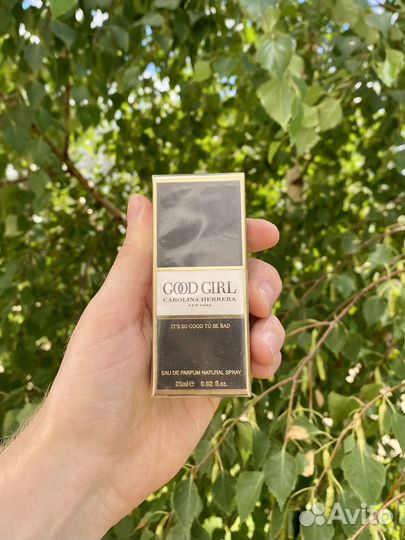 GOOD GIRL
CAROLINA HERRERA
NEW YORK
IT'S SO GOOD TO BE BAD
EAU DE PARFUM NATURAL SPRAY
25ml℮ 0.82 fl.oz.
Avito